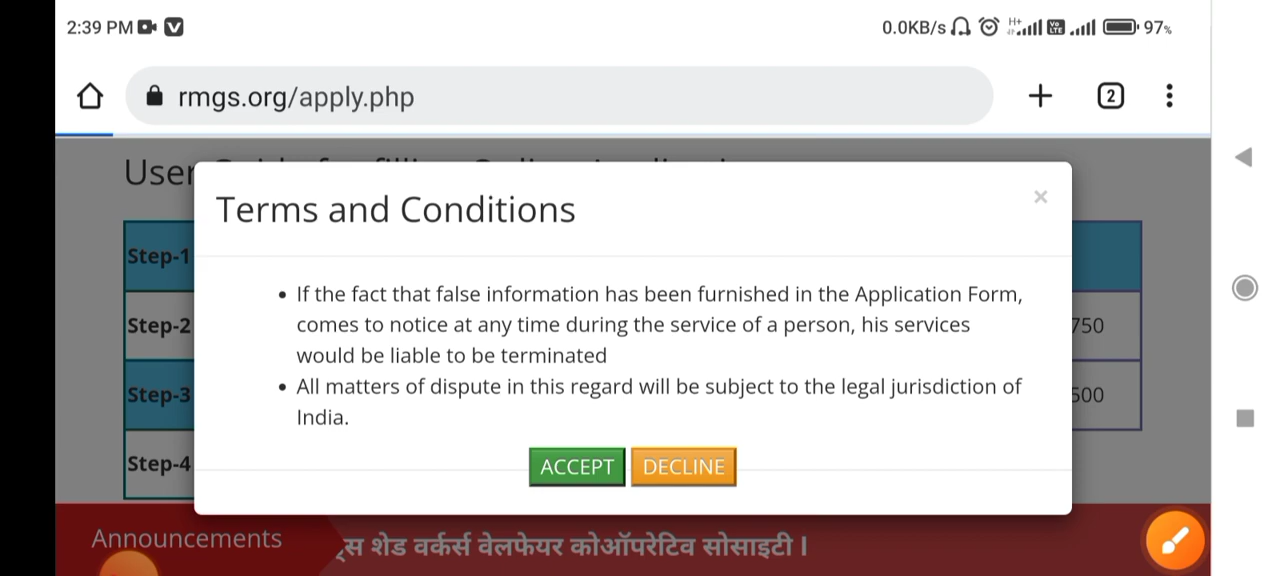 2:39 PM
0.0KB/s H+ Vo LTE 97%
rmgs.org/apply.php
2
User
Terms and Conditions
×
Step-1
• If the fact that false information has been furnished in the Application Form,
comes to notice at any time during the service of a person, his services
would be liable to be terminated
Step-2
750
• All matters of dispute in this regard will be subject to the legal jurisdiction of
India.
Step-3
500
ACCEPT DECLINE
Step-4
Announcements
शेड वर्कर्स वेलफेयर कोऑपरेटिव सोसाइटी I